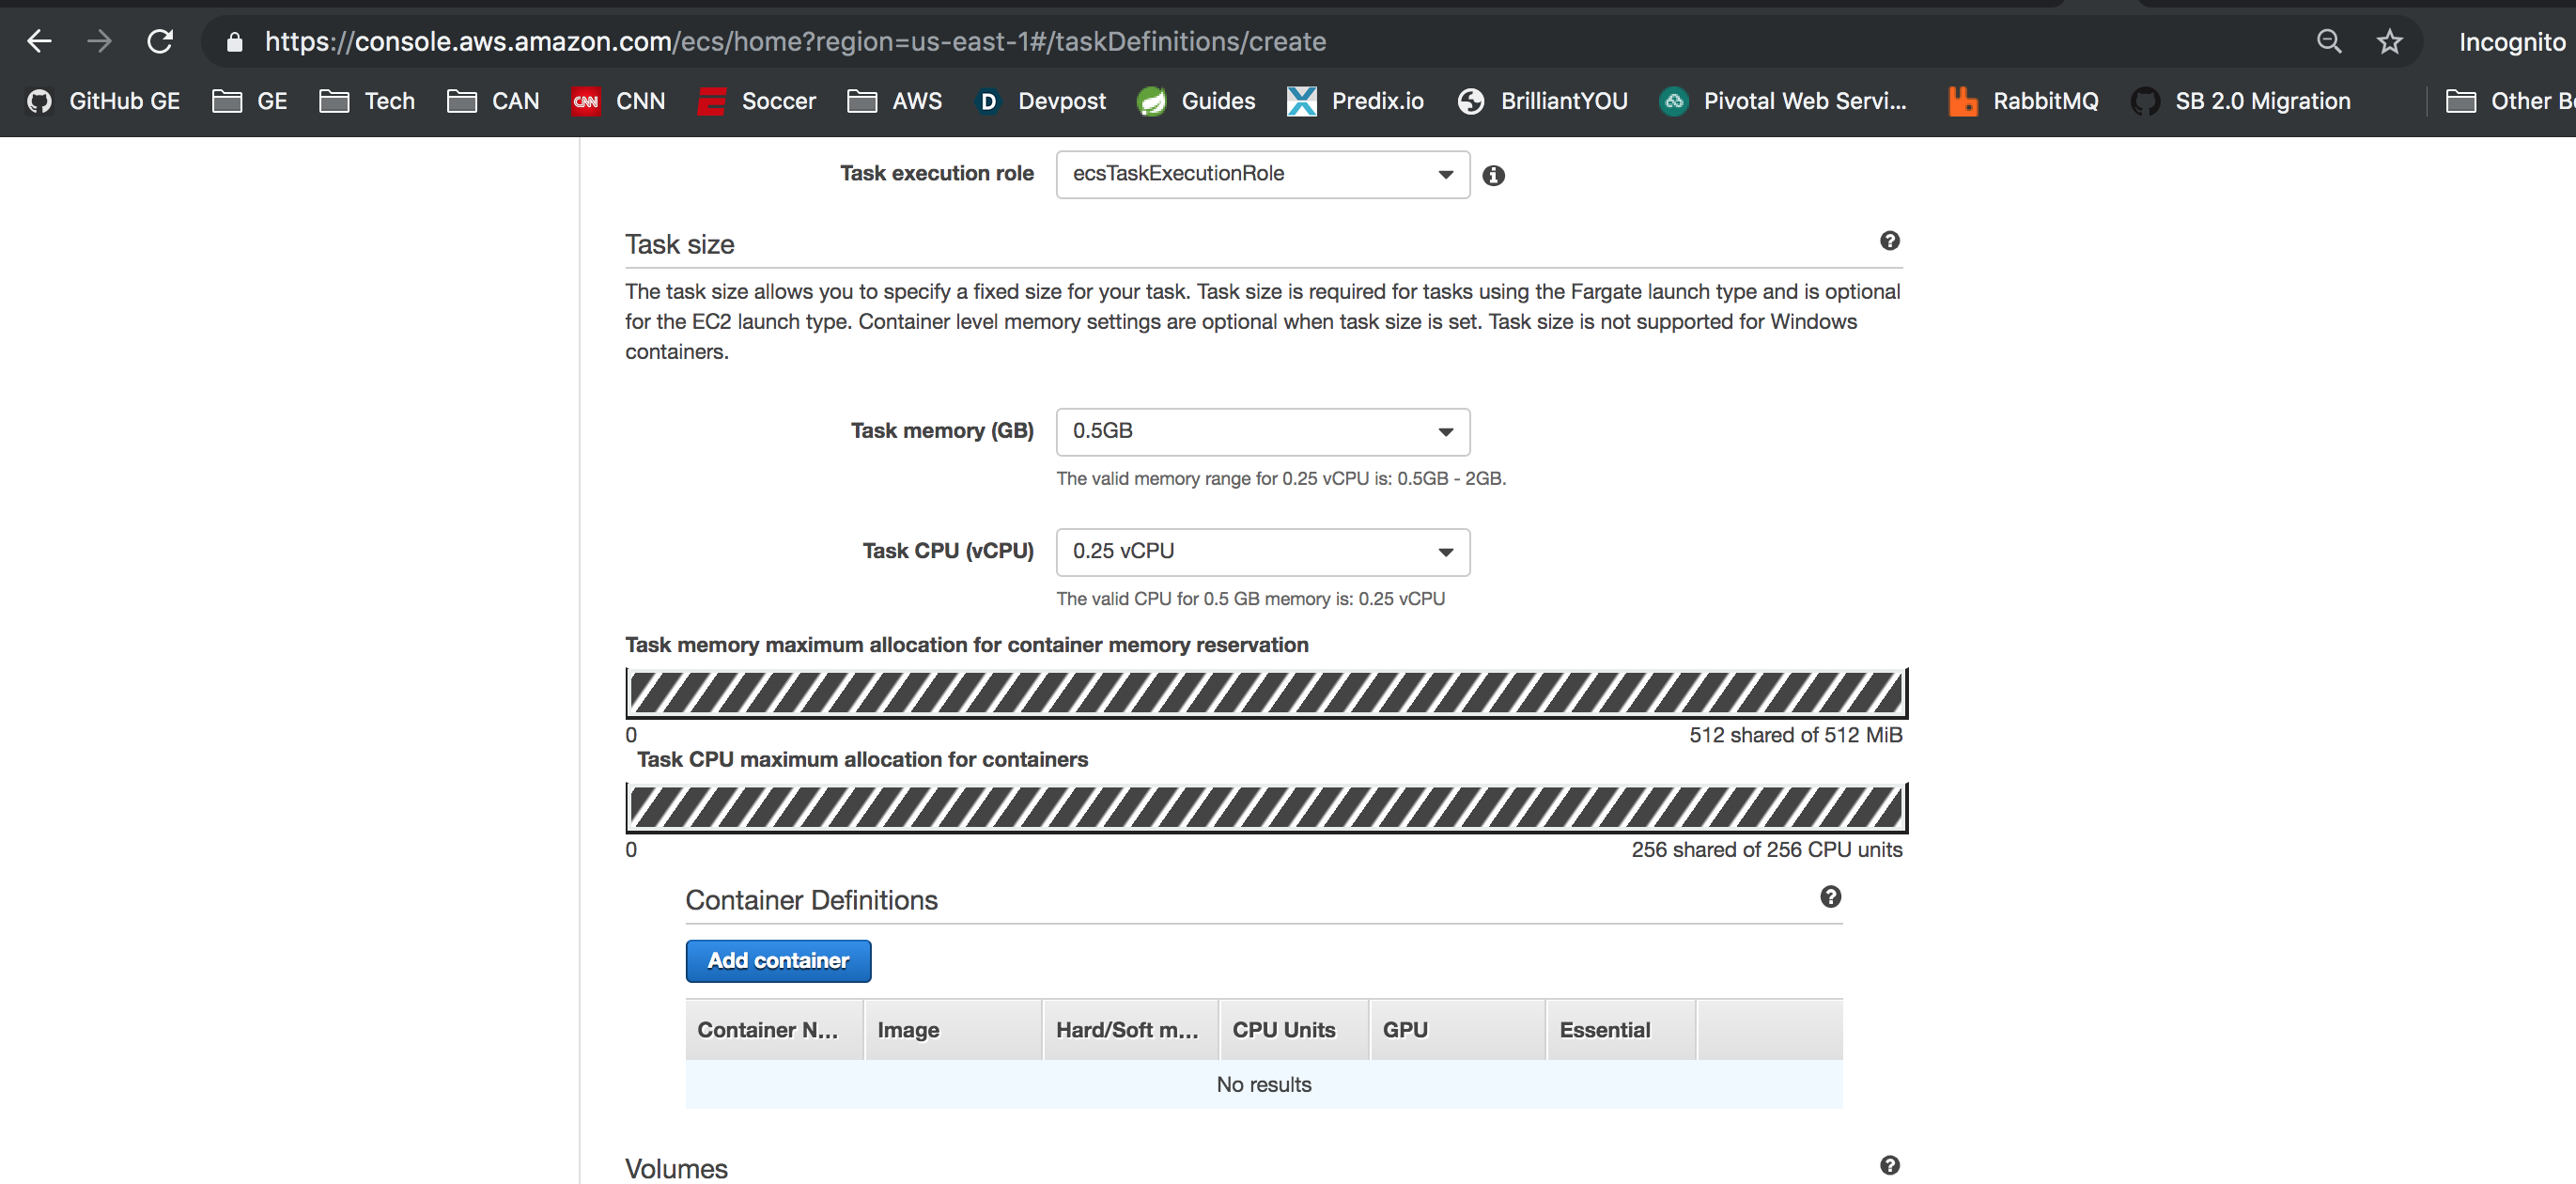 https://console.aws.amazon.com/ecs/home?region=us-east-1#/taskDefinitions/create
Incognito
GitHub GE GE Tech CAN CNN CNN Soccer AWS D Devpost Guides Predix.io BrilliantYOU Pivotal Web Servi... RabbitMQ SB 2.0 Migration Other B
Task execution role ecsTaskExecutionRole
Task size
The task size allows you to specify a fixed size for your task. Task size is required for tasks using the Fargate launch type and is optional
for the EC2 launch type. Container level memory settings are optional when task size is set. Task size is not supported for Windows
containers.
Task memory (GB) 0.5GB
The valid memory range for 0.25 vCPU is: 0.5GB - 2GB.
Task CPU (vCPU) 0.25 vCPU
The valid CPU for 0.5 GB memory is: 0.25 vCPU
Task memory maximum allocation for container memory reservation
0 512 shared of 512 MiB
Task CPU maximum allocation for containers
0 256 shared of 256 CPU units
Container Definitions
Add container
Container N... Image Hard/Soft m... CPU Units GPU Essential
No results
Volumes